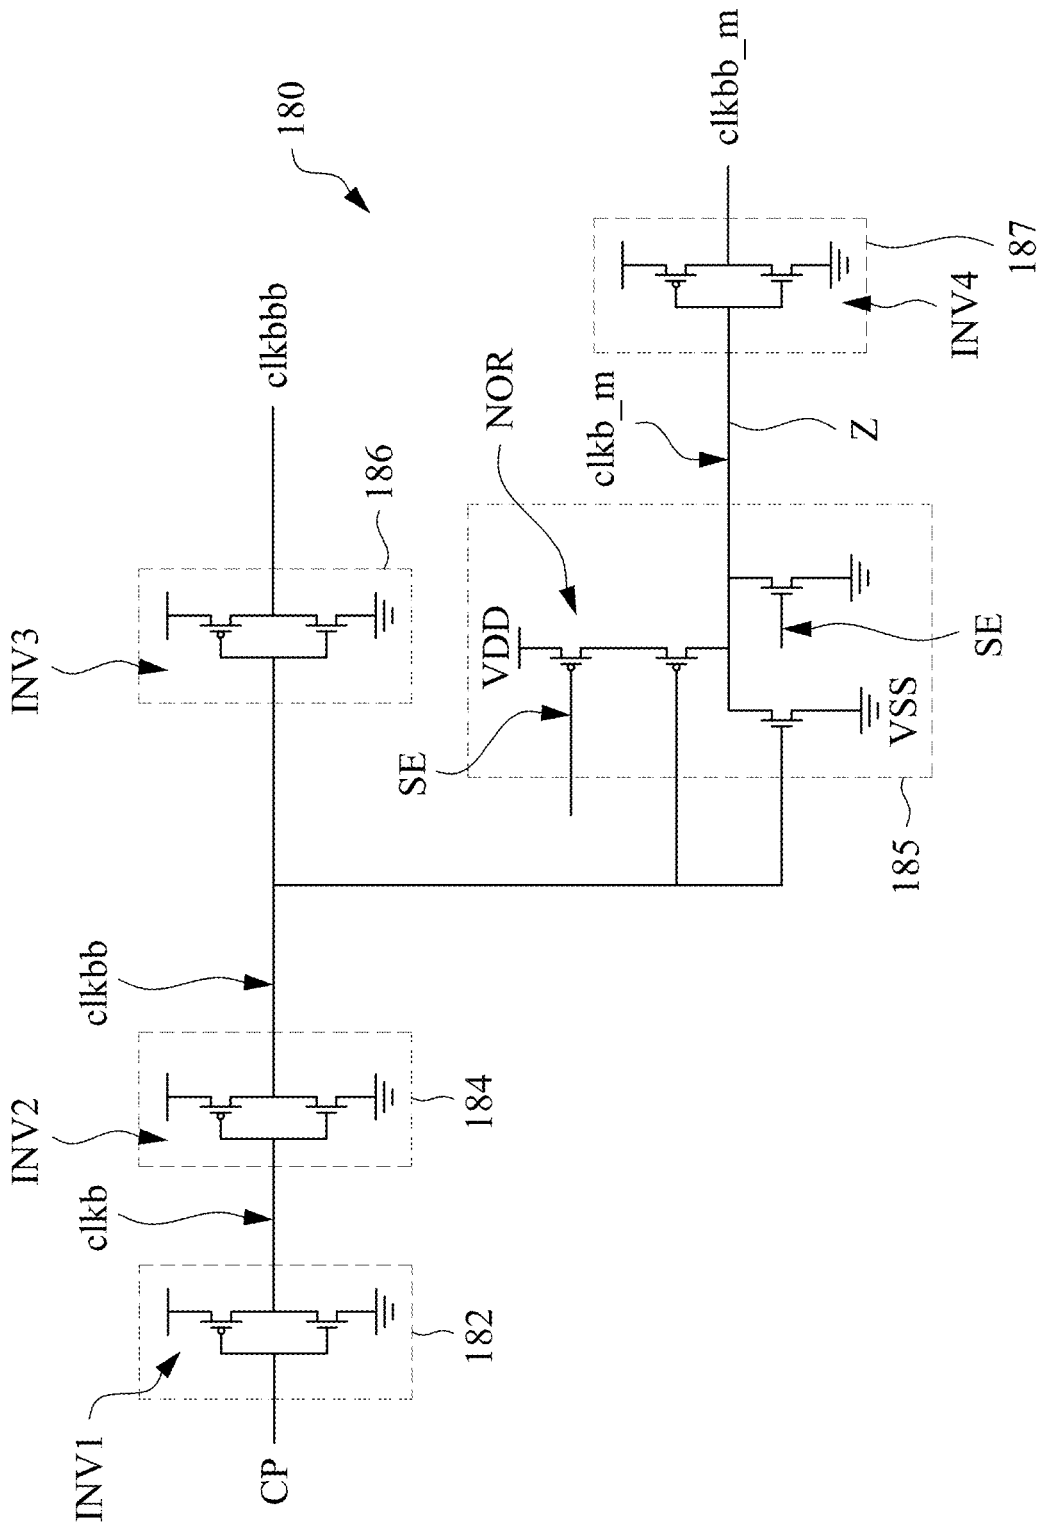 180
INV1
CP
182
clkb
INV2
184
clkbb
INV3
186
clkbbb
185
SE
VDD
NOR
VSS
SE
clkb_m
Z
INV4
187
clkbb_m